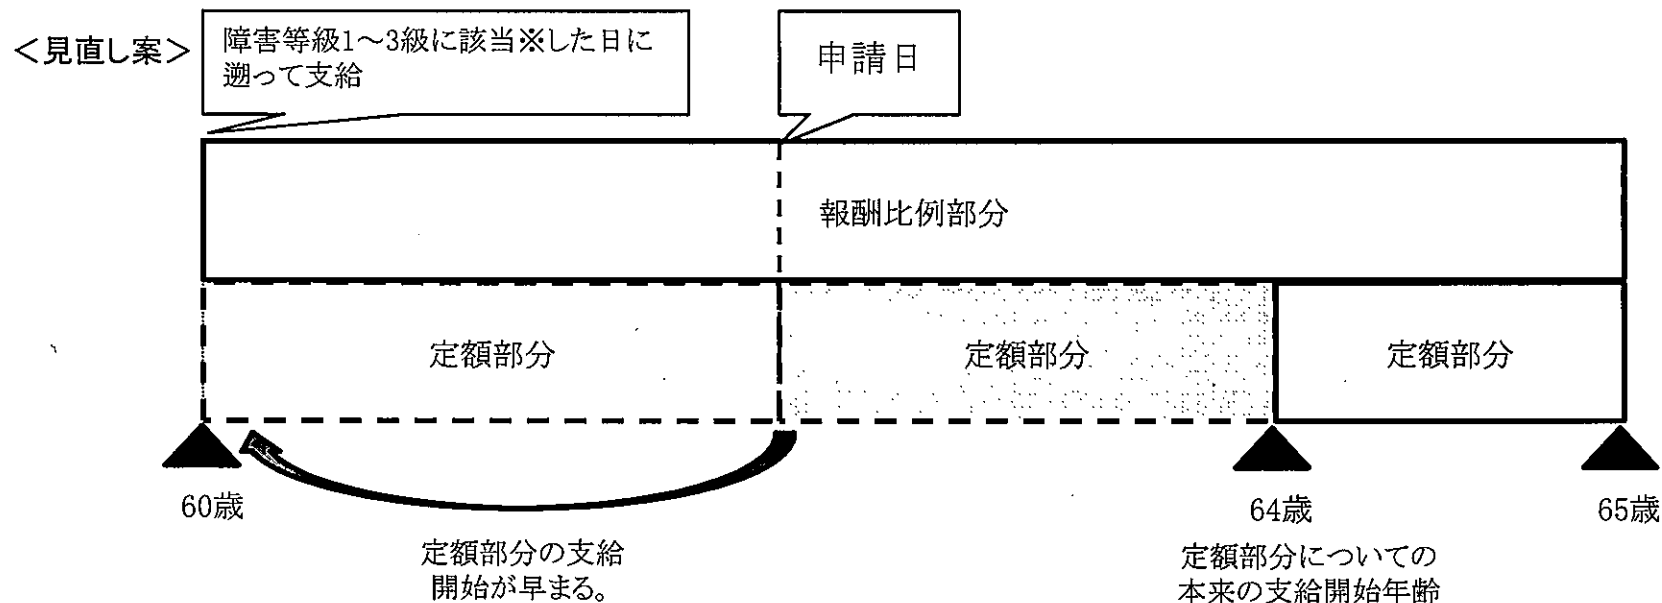 ＜見直し案＞
障害等級1～3級に該当※した日に
遡って支給
申請日
報酬比例部分
定額部分
定額部分
定額部分
60歳
64歳
65歳
定額部分の支給
開始が早まる。
定額部分についての
本来の支給開始年齢